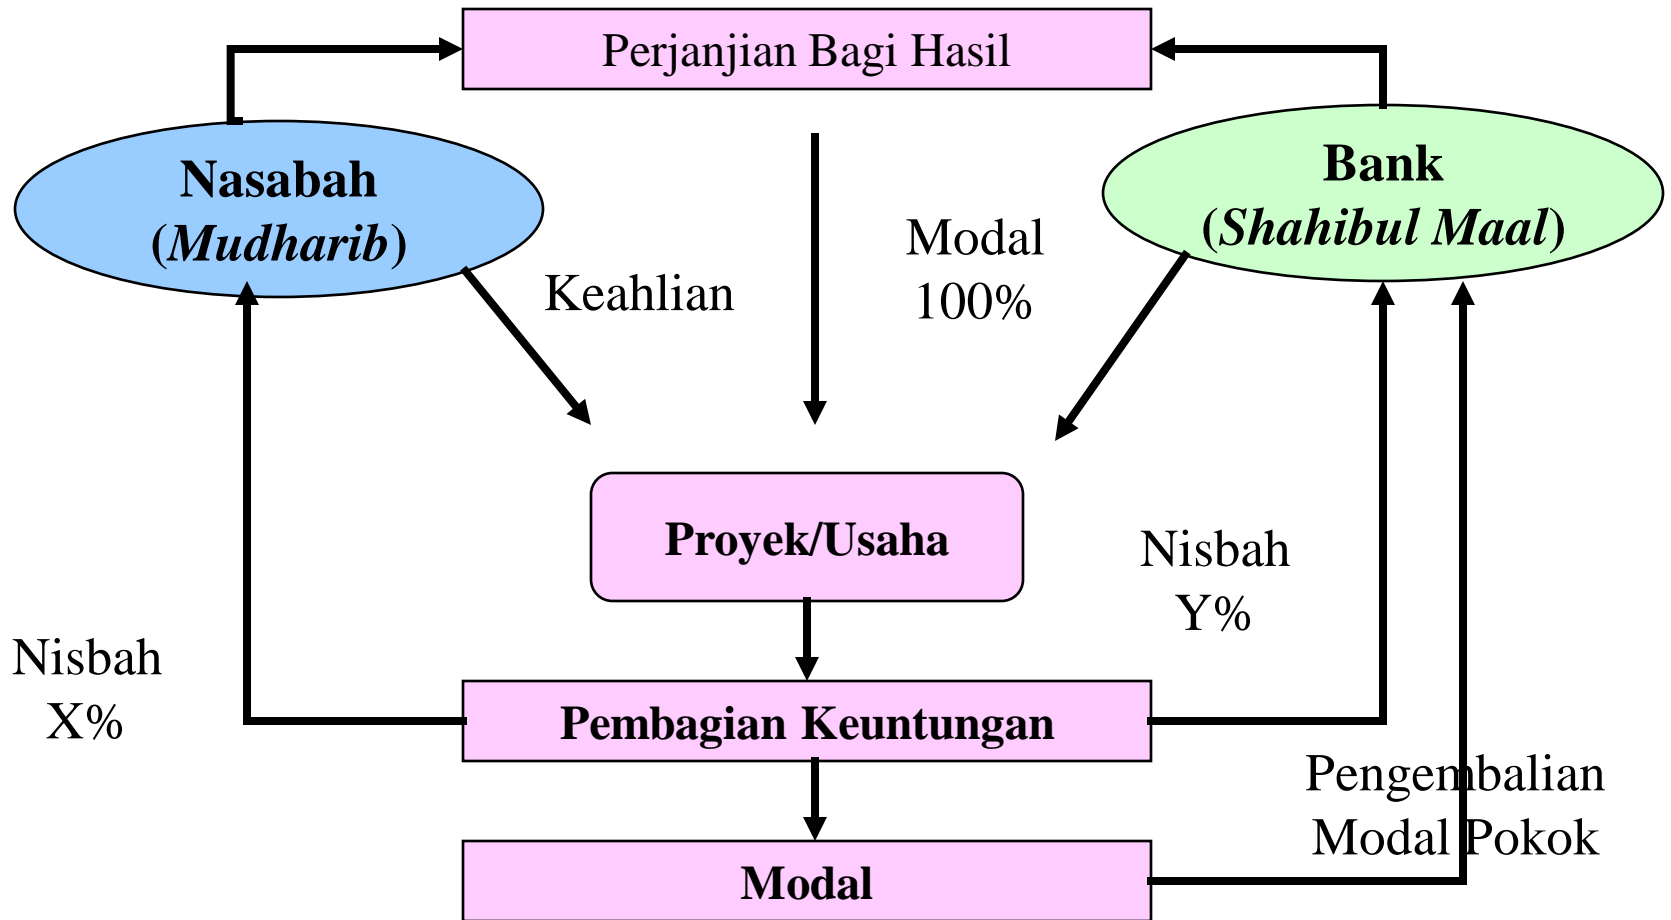 Perjanjian Bagi Hasil
Nasabah
(Mudharib)
Bank
(Shahibul Maal)
Keahlian
Modal
100%
Proyek/Usaha
Nisbah
Y%
Nisbah
X%
Pembagian Keuntungan
Pengembalian
Modal Pokok
Modal